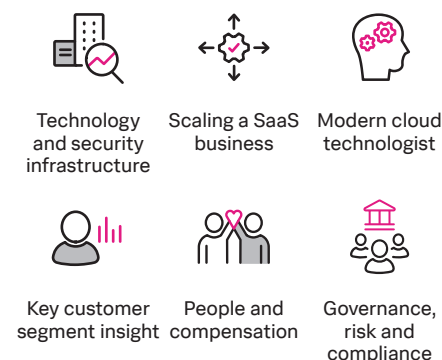 Technology
and security
infrastructure
Scaling a SaaS
business
Modern cloud
technologist
Key customer
segment insight
People and
compensation
Governance,
risk and
compliance